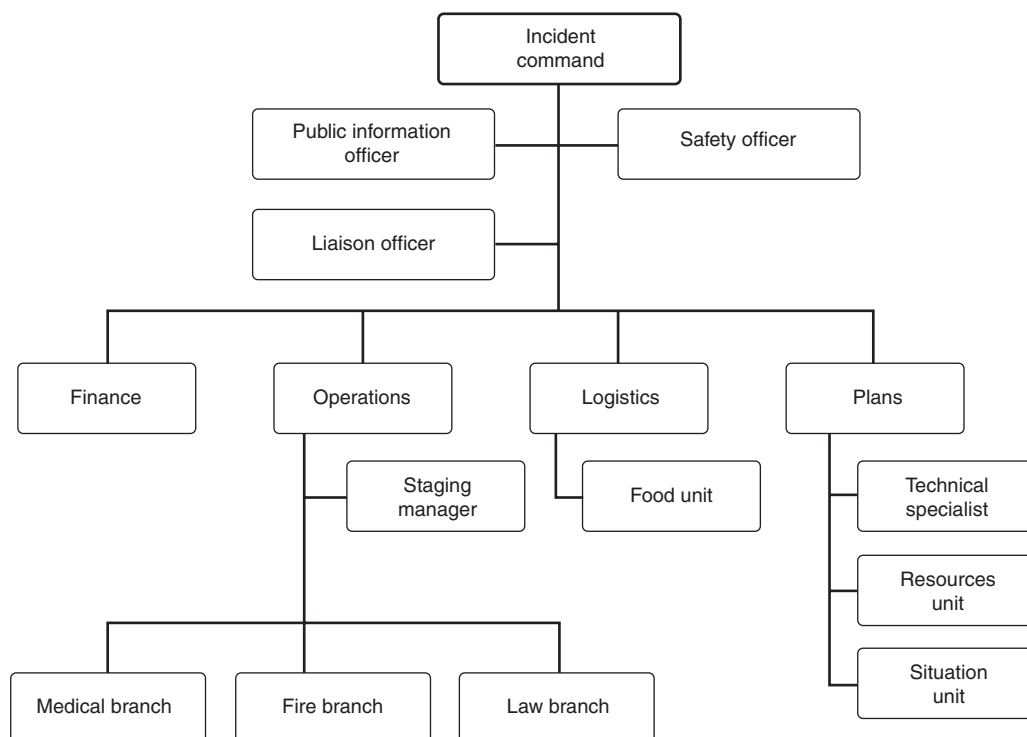 Incident
command
Public information
officer
Safety officer
Liaison officer
Finance
Operations
Logistics
Plans
Staging
manager
Food unit
Technical
specialist
Resources
unit
Situation
unit
Medical branch
Fire branch
Law branch